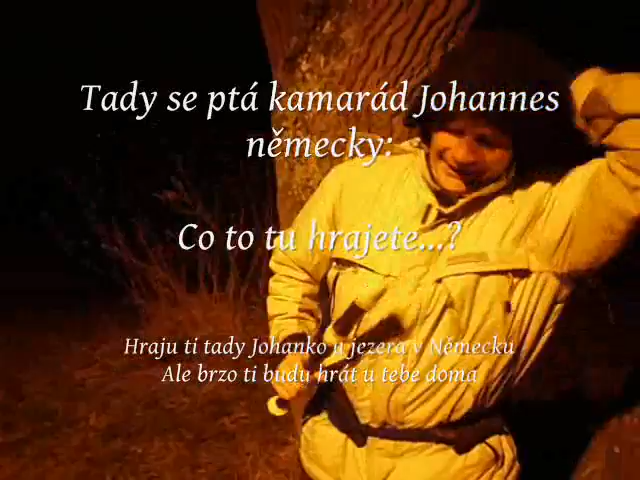 Tady se ptá kamarád Johannes
německy:
Co to tu hrajete...?
Hraju ti tady Johanko u jezera v Německu
Ale brzo ti budu hrát u tebe doma